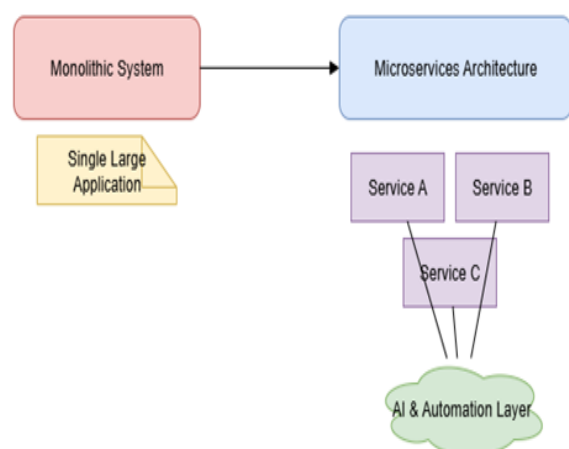 Monolithic System
Microservices Architecture
Single Large
Application
Service A
Service B
Service C
AI & Automation Layer